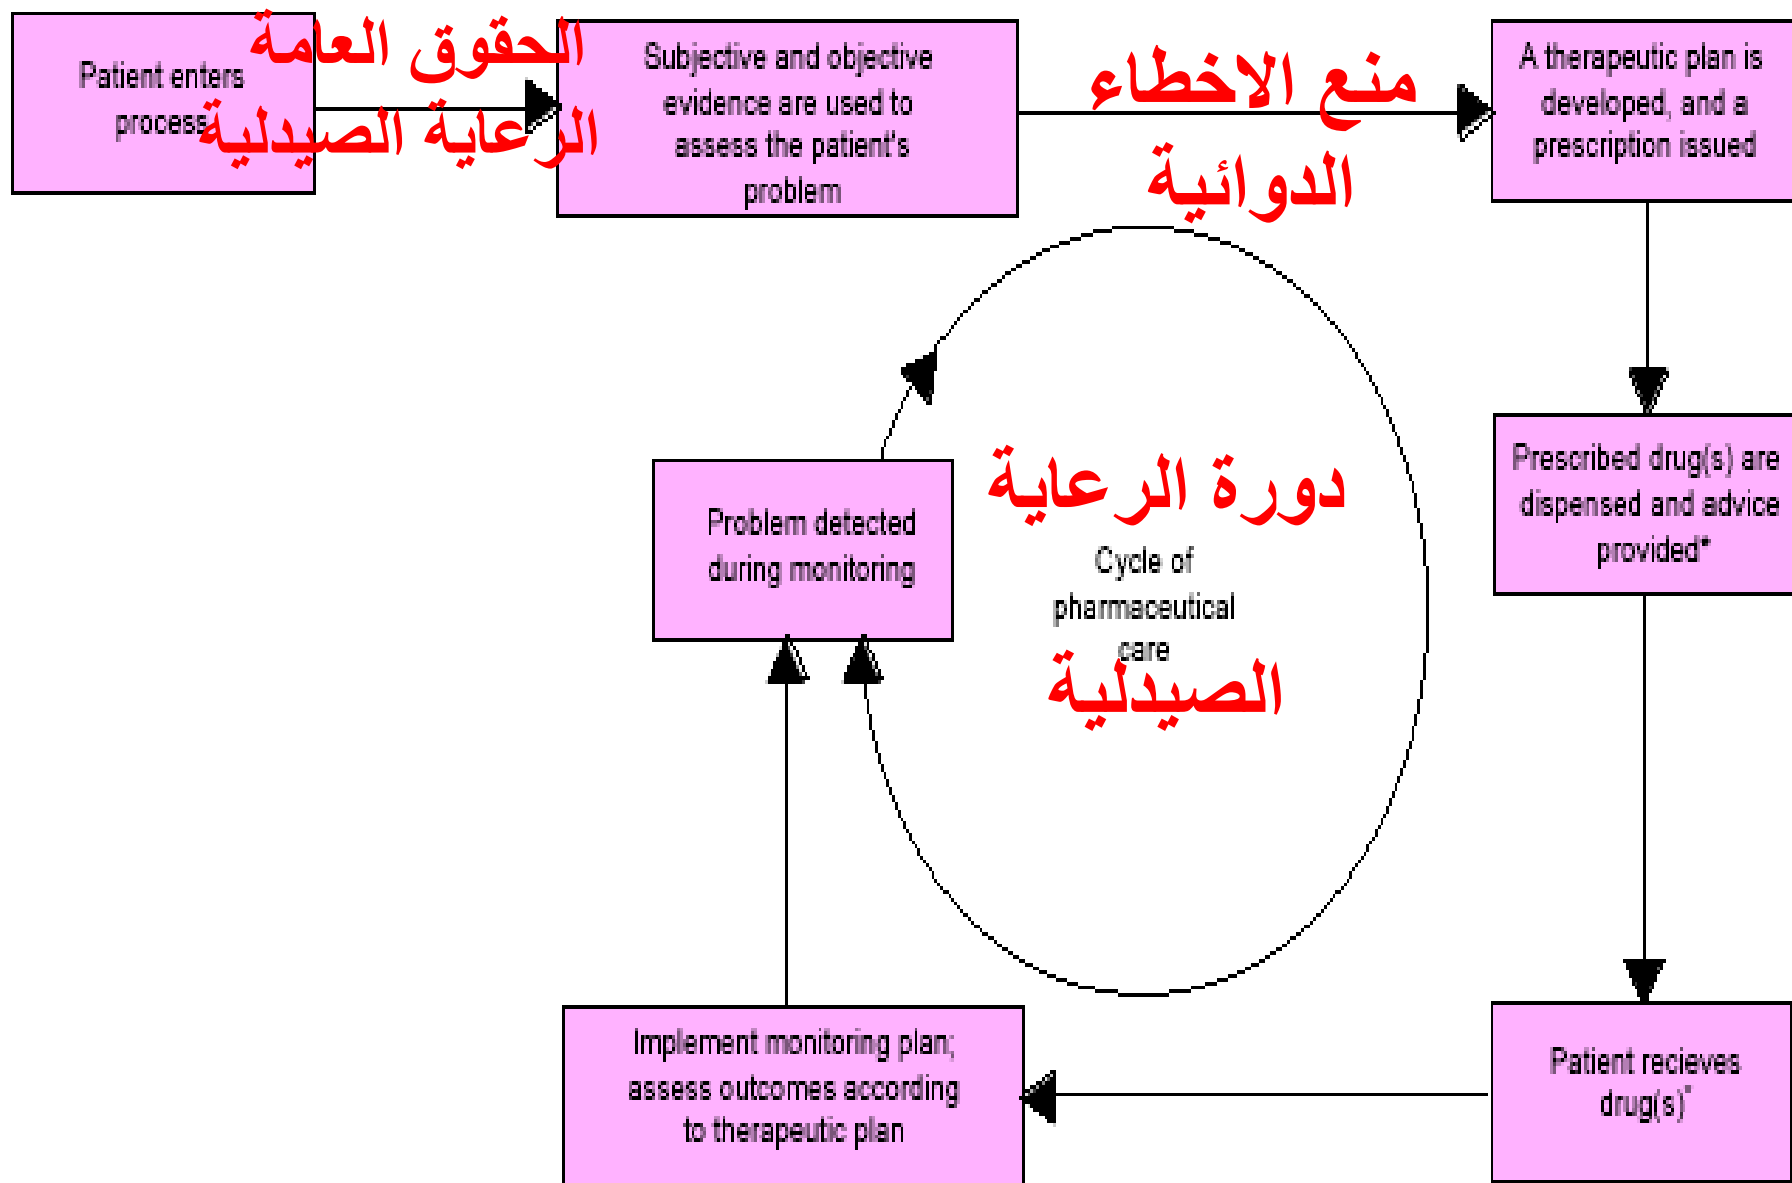 Patient enters
process
الحقوق العامة
الرعاية الصيدلية
Subjective and objective
evidence are used to
assess the patient's
problem
منع الاخطاء
الدوائية
A therapeutic plan is
developed, and a
prescription issued
Prescribed drug(s) are
dispensed and advice
provided*
Problem detected
during monitoring
دورة الرعاية
Cycle of
pharmaceutical
care
الصيدلية
Implement monitoring plan;
assess outcomes according
to therapeutic plan
Patient recieves
drug(s)*